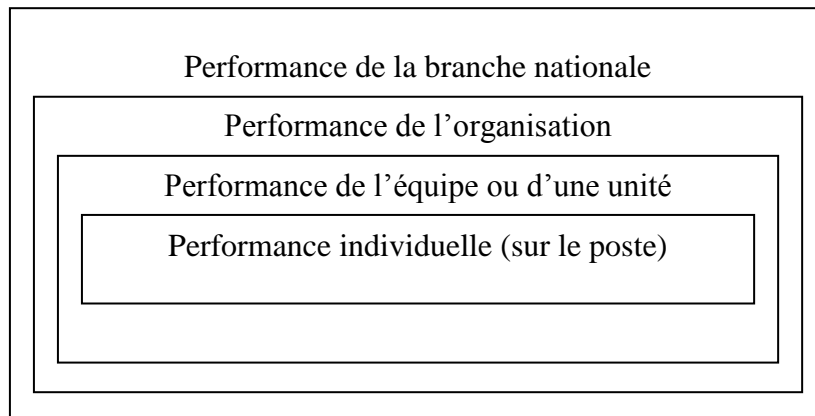 Performance de la branche nationale
Performance de l’organisation
Performance de l’équipe ou d’une unité
Performance individuelle (sur le poste)